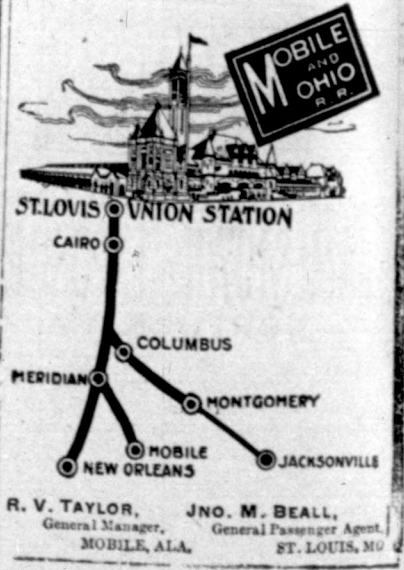 MOBILE
AND
OHIO
R. R.
ST. LOUIS UNION STATION
CAIRO
COLUMBUS
MERIDIAN
MONTGOMERY
MOBILE
JACKSONVILLE
NEW ORLEANS
R. V. TAYLOR, JNO. M. BEALL,
General Manager, General Passenger Agent,
MOBILE, ALA. ST. LOUIS, MO